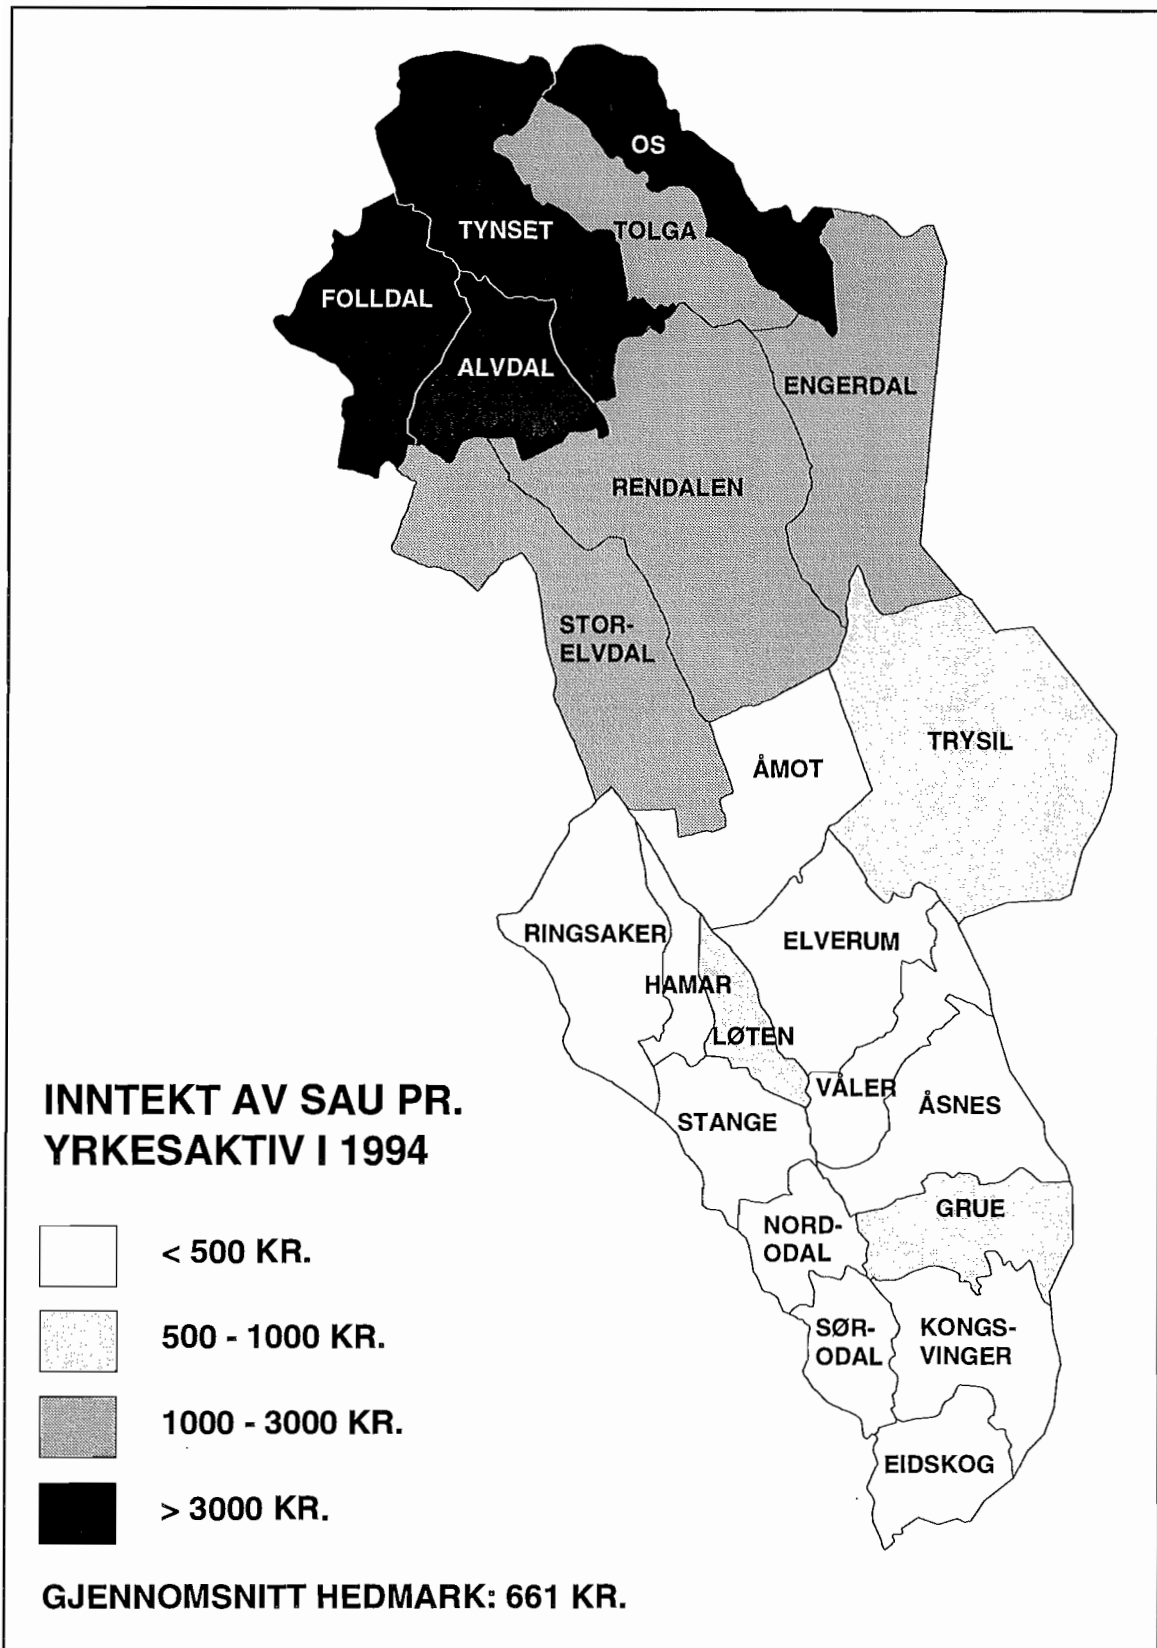 OS
TYNSET
TOLGA
FOLLDAL
ALVDAL
ENGERDAL
RENDALEN
STOR-
ELVDAL
TRYSIL
ÅMOT
RINGSAKER
ELVERUM
HAMAR
LØTEN
VÅLER
ÅSNES
STANGE
GRUE
NORD-
ODAL
SØR-
ODAL
KONGS-
VINGER
EIDSKOG
INNTEKT AV SAU PR.
YRKESAKTIV I 1994
< 500 KR.
500 - 1000 KR.
1000 - 3000 KR.
> 3000 KR.
GJENNOMSNITT HEDMARK: 661 KR.